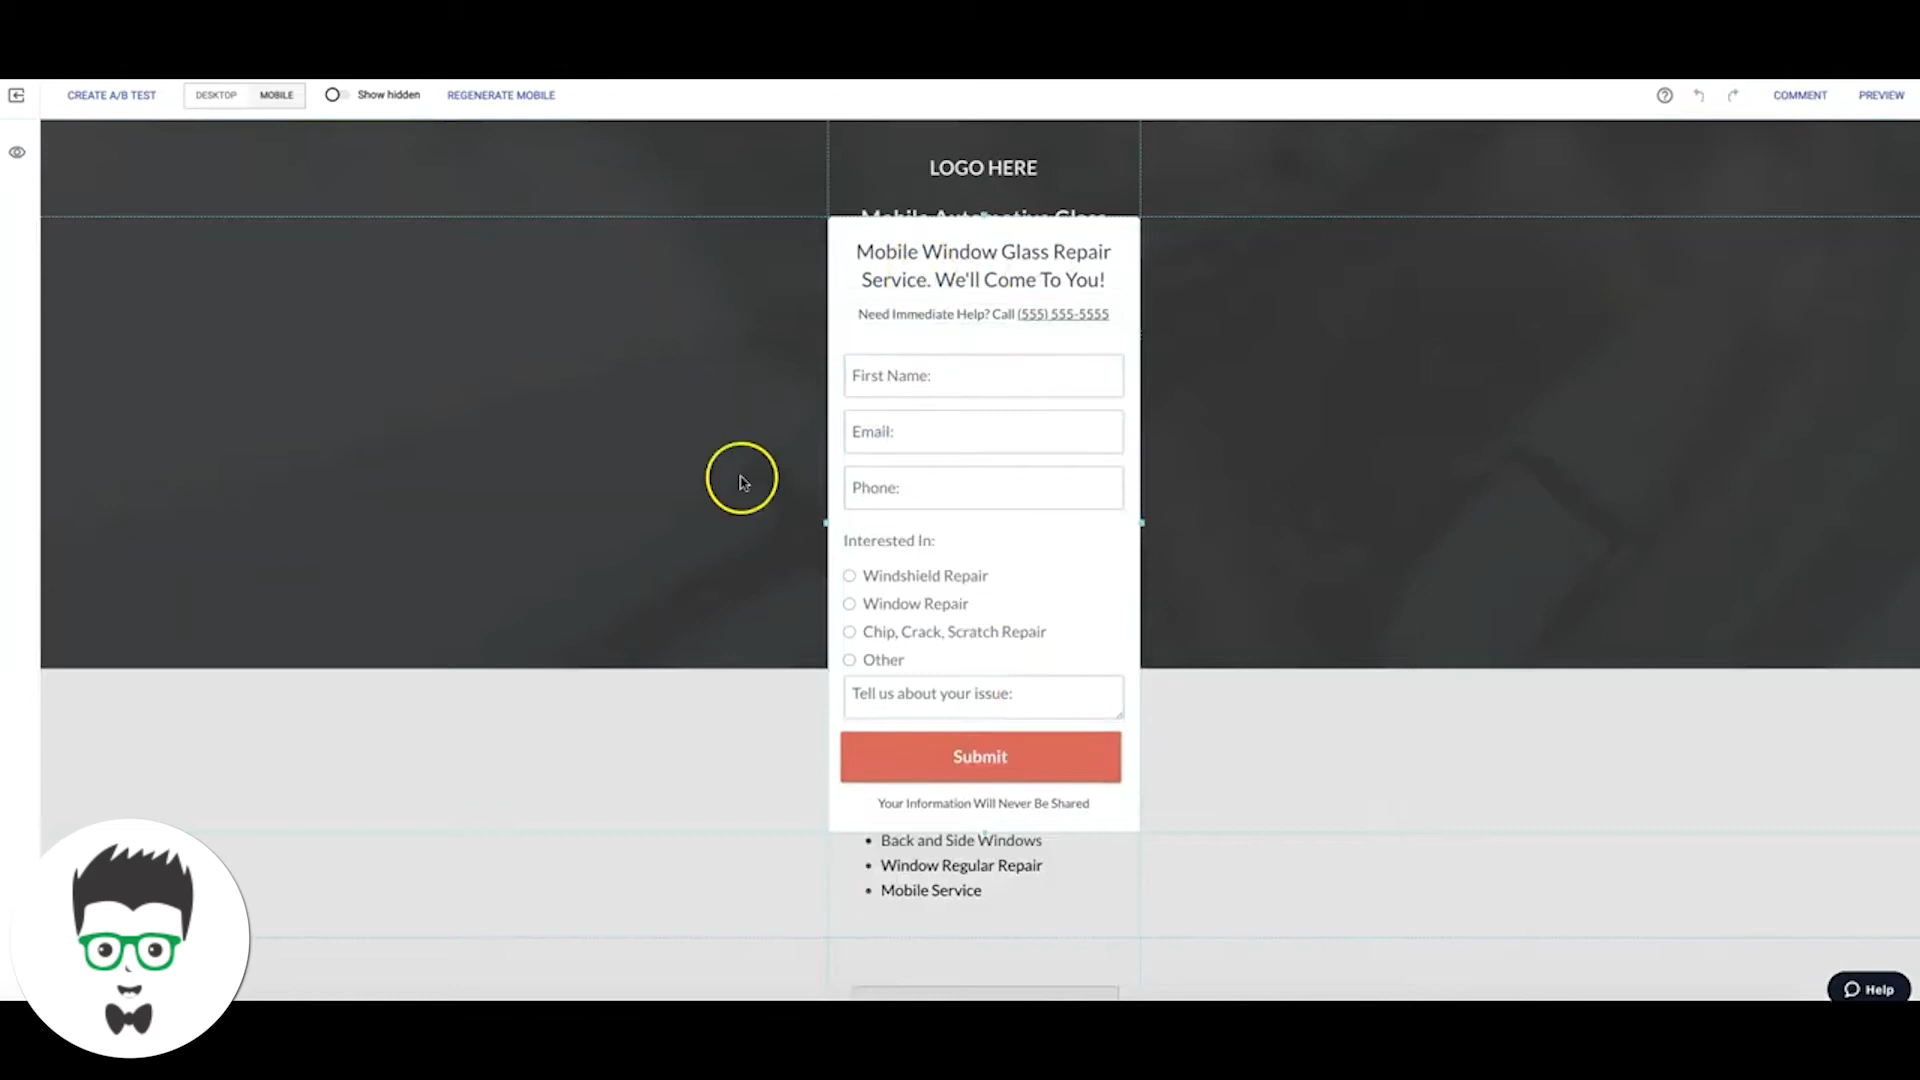 CREATE A/B TEST DESKTOP MOBILE Show hidden REGENERATE MOBILE COMMENT PREVIEW
LOGO HERE
Mobile Automotive Glass
Mobile Window Glass Repair
Service. We'll Come To You!
Need Immediate Help? Call (555) 555-5555
First Name:
Email:
Phone:
Interested In:
Windshield Repair
Window Repair
Chip, Crack, Scratch Repair
Other
Tell us about your issue:
Submit
Your Information Will Never Be Shared
• Back and Side Windows
• Window Regular Repair
• Mobile Service
Help